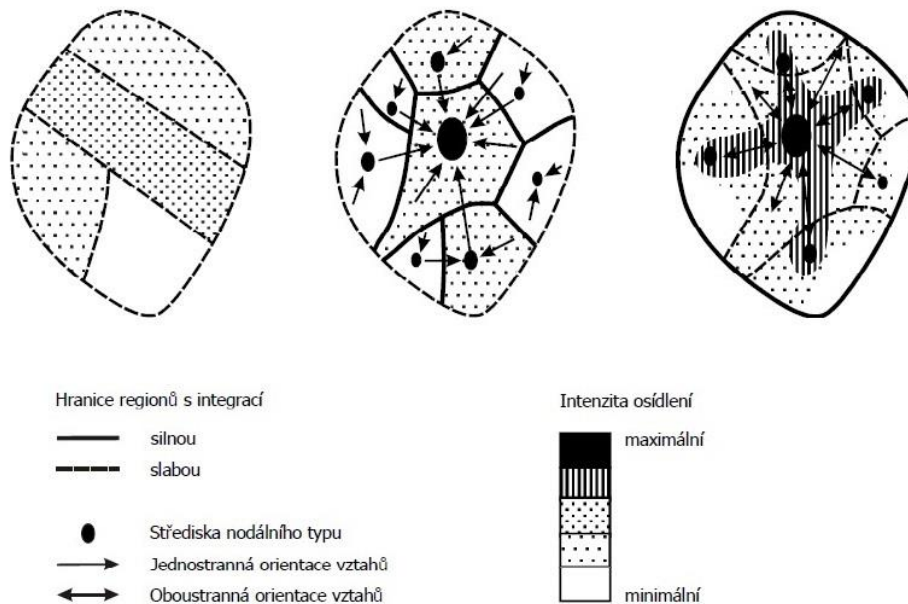 Hranice regionů s integrací
silnou
slabou
Střediska nodálního typu
Jednostranná orientace vztahů
Oboustranná orientace vztahů
Intenzita osídlení
maximální
minimální